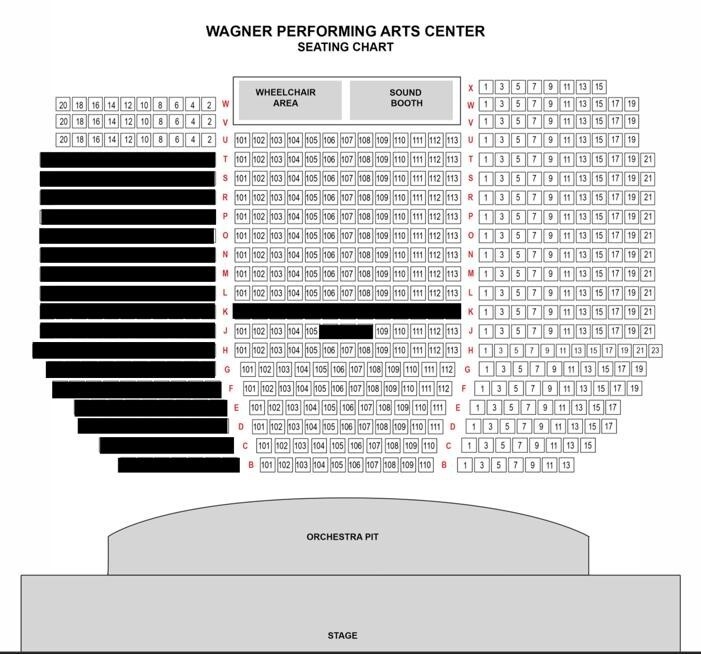 WAGNER PERFORMING ARTS CENTER
SEATING CHART
WHEELCHAIR AREA SOUND BOOTH X 1 3 5 7 9 11 13 15
20 18 16 14 12 10 8 6 4 2 W W 1 3 5 7 9 11 13 15 17 19
20 18 16 14 12 10 8 6 4 2 V V 1 3 5 7 9 11 13 15 17 19
20 18 16 14 12 10 8 6 4 2 U 101 102 103 104 105 106 107 108 109 110 111 112 113 U 1 3 5 7 9 11 13 15 17 19
T 101 102 103 104 105 106 107 108 109 110 111 112 113 T 1 3 5 7 9 11 13 15 17 19 21
S 101 102 103 104 105 106 107 108 109 110 111 112 113 S 1 3 5 7 9 11 13 15 17 19 21
R 101 102 103 104 105 106 107 108 109 110 111 112 113 R 1 3 5 7 9 11 13 15 17 19 21
P 101 102 103 104 105 106 107 108 109 110 111 112 113 P 1 3 5 7 9 11 13 15 17 19 21
O 101 102 103 104 105 106 107 108 109 110 111 112 113 O 1 3 5 7 9 11 13 15 17 19 21
N 101 102 103 104 105 106 107 108 109 110 111 112 113 N 1 3 5 7 9 11 13 15 17 19 21
M 101 102 103 104 105 106 107 108 109 110 111 112 113 M 1 3 5 7 9 11 13 15 17 19 21
L 101 102 103 104 105 106 107 108 109 110 111 112 113 L 1 3 5 7 9 11 13 15 17 19 21
K K 1 3 5 7 9 11 13 15 17 19 21
J 101 102 103 104 105 109 110 111 112 113 J 1 3 5 7 9 11 13 15 17 19 21
H 101 102 103 104 105 106 107 108 109 110 111 112 113 H 1 3 5 7 9 11 13 15 17 19 21 23
G 101 102 103 104 105 106 107 108 109 110 111 112 G 1 3 5 7 9 11 13 15 17 19
F 101 102 103 104 105 106 107 108 109 110 111 112 F 1 3 5 7 9 11 13 15 17 19
E 101 102 103 104 105 106 107 108 109 110 111 E 1 3 5 7 9 11 13 15 17
D 101 102 103 104 105 106 107 108 109 110 111 D 1 3 5 7 9 11 13 15 17
C 101 102 103 104 105 106 107 108 109 110 C 1 3 5 7 9 11 13 15
B 101 102 103 104 105 106 107 108 109 110 B 1 3 5 7 9 11 13
ORCHESTRA PIT
STAGE